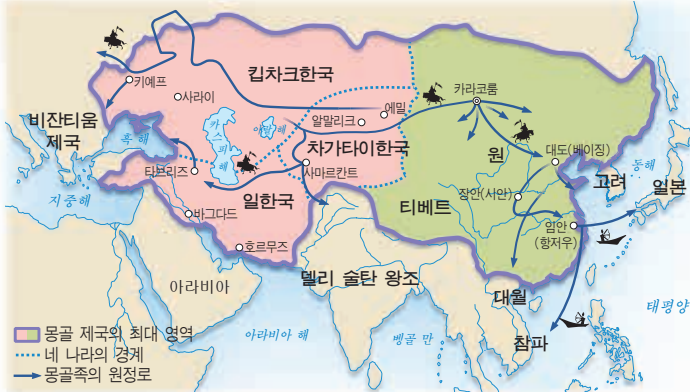 킵차크한국
키예프
사라이
카라코룸
에밀
알말리크
비잔티움
제국
흑해
카스피해
아랄해
차가타이한국
원
대도(베이징)
동해
티브리즈
사마르칸트
고려
일본
지중해
일한국
장안(서안)
바그다드
티베트
임안
(항저우)
호르무즈
아라비아
델리 술탄 왕조
대월
태평양
몽골 제국의 최대 영역
아라비아 해
벵골 만
참파
네 나라의 경계
몽골족의 원정로